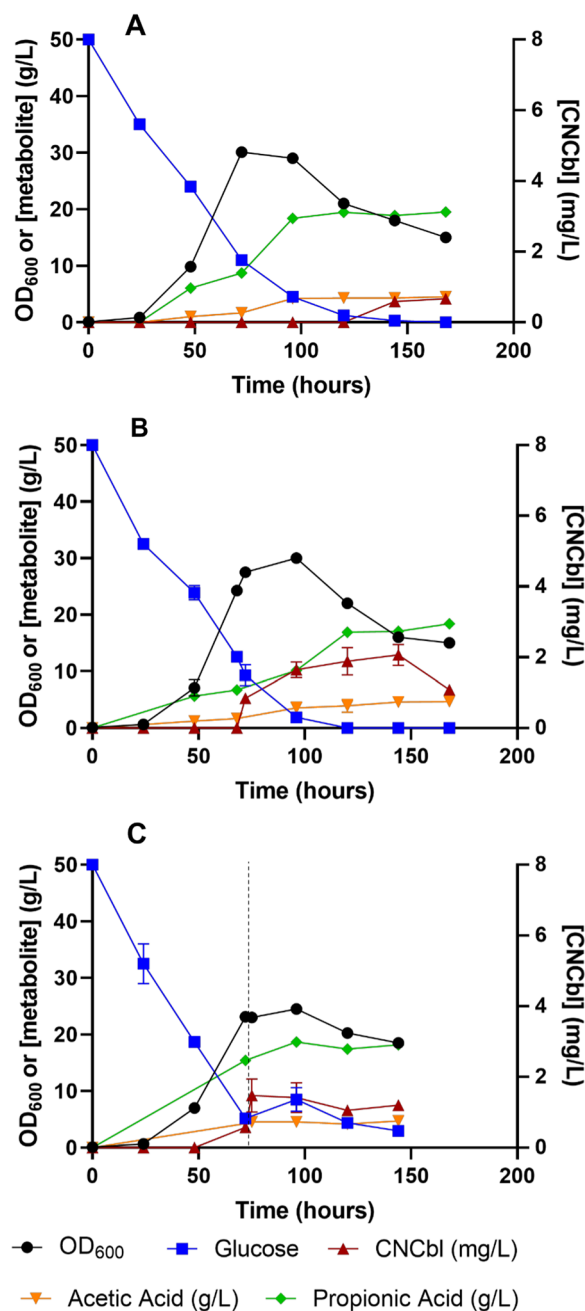 A
OD₆₀₀ or [metabolite] (g/L)
50
40
30
20
10
0
8
6
4
2
0
[CNCbl] (mg/L)
0 50 100 150 200
Time (hours)
B
OD₆₀₀ or [metabolite] (g/L)
50
40
30
20
10
0
8
6
4
2
0
[CNCbl] (mg/L)
0 50 100 150 200
Time (hours)
C
OD₆₀₀ or [metabolite] (g/L)
50
40
30
20
10
0
8
6
4
2
0
[CNCbl] (mg/L)
0 50 100 150 200
Time (hours)
OD₆₀₀ Glucose CNCbl (mg/L)
Acetic Acid (g/L) Propionic Acid (g/L)